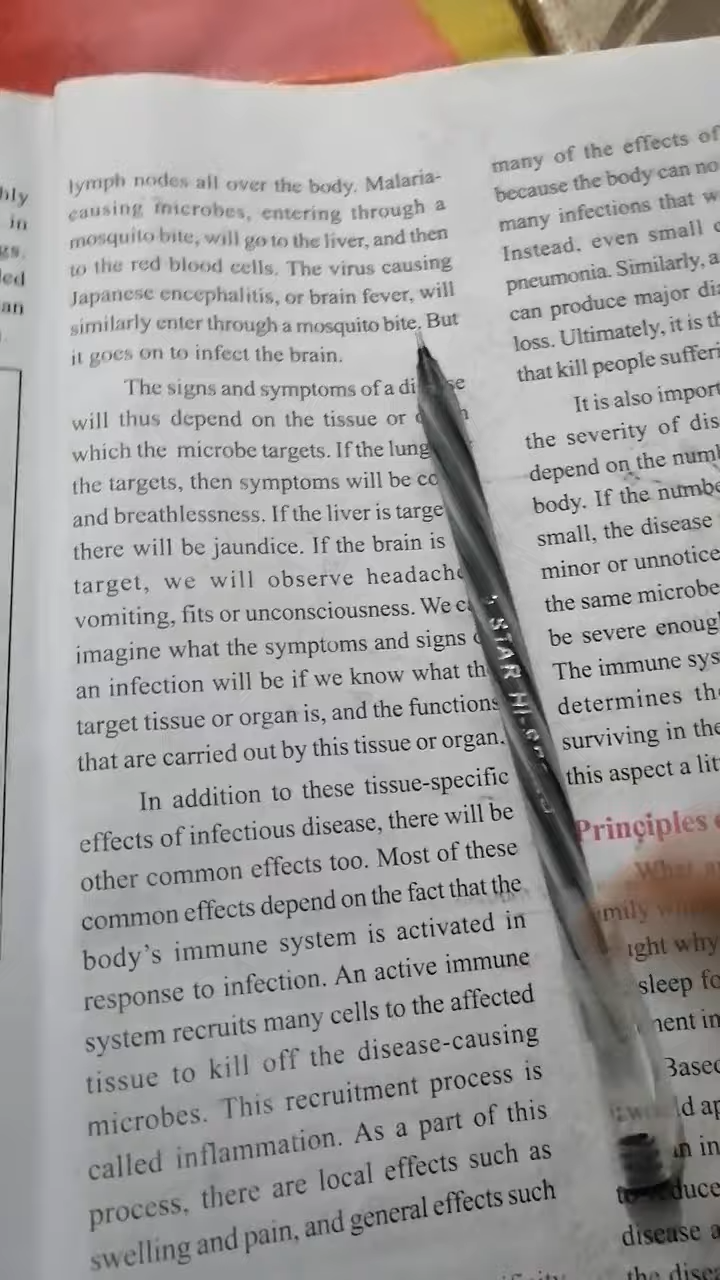 bly
in
gs.
led
an
lymph nodes all over the body. Malaria-
causing microbes, entering through a
mosquito bite, will go to the liver, and then
to the red blood cells. The virus causing
Japanese encephalitis, or brain fever, will
similarly enter through a mosquito bite. But
it goes on to infect the brain.
The signs and symptoms of a
will thus depend on the tissue or
which the microbe targets. If the
the targets, then symptoms will be
and breathlessness. If the liver is
there will be jaundice. If the brain is
target, we will observe
vomiting, fits or unconsciousness. We
imagine what the symptoms and signs
an infection will be if we know what
target tissue or organ is, and the functions
that are carried out by this tissue or organ.
In addition to these tissue-specific
effects of infectious disease, there will be
other common effects too. Most of these
common effects depend on the fact that the
body's immune system is activated in
response to infection. An active immune
system recruits many cells to the affected
tissue to kill off the disease-causing
microbes. This recruitment process is
called inflammation. As a part of this
process, there are local effects such as
swelling and pain, and general effects such
many of the effects of
because the body can no
many infections that w
Instead, even small
pneumonia. Similarly, a
can produce major dia
loss. Ultimately, it is th
that kill people sufferi
It is also impor
the severity of dis
depend on the numb
body. If the numbe
small, the disease
minor or unnotice
the same microbe
be severe enoug
The immune sys
determines the
surviving in the
this aspect a lit
Principles
What
mily
ight why
sleep fo
ment in
Based
ld ap
in in
to reduce
disease a
the disea
STAR HI-